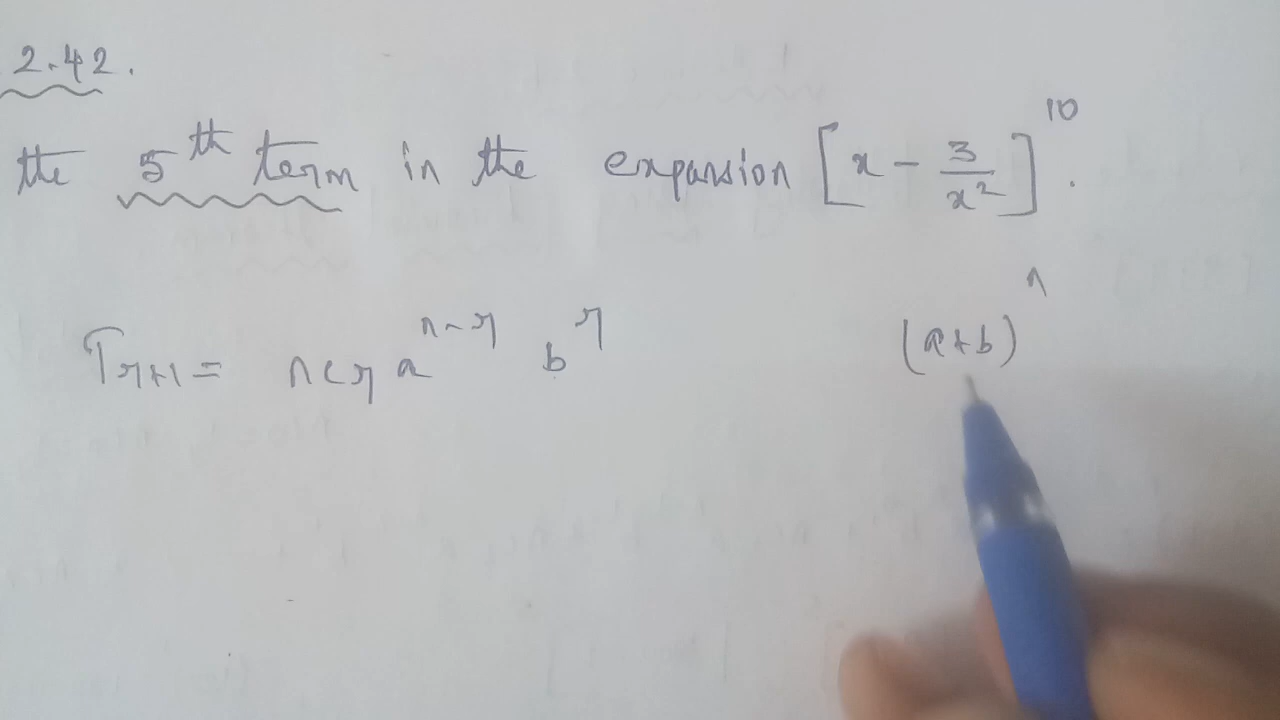 2.42.
the 5th term in the expansion [x - 3/x²]¹⁰.
(a+b)ⁿ
Tr+1 = nCr a^n-r b^r